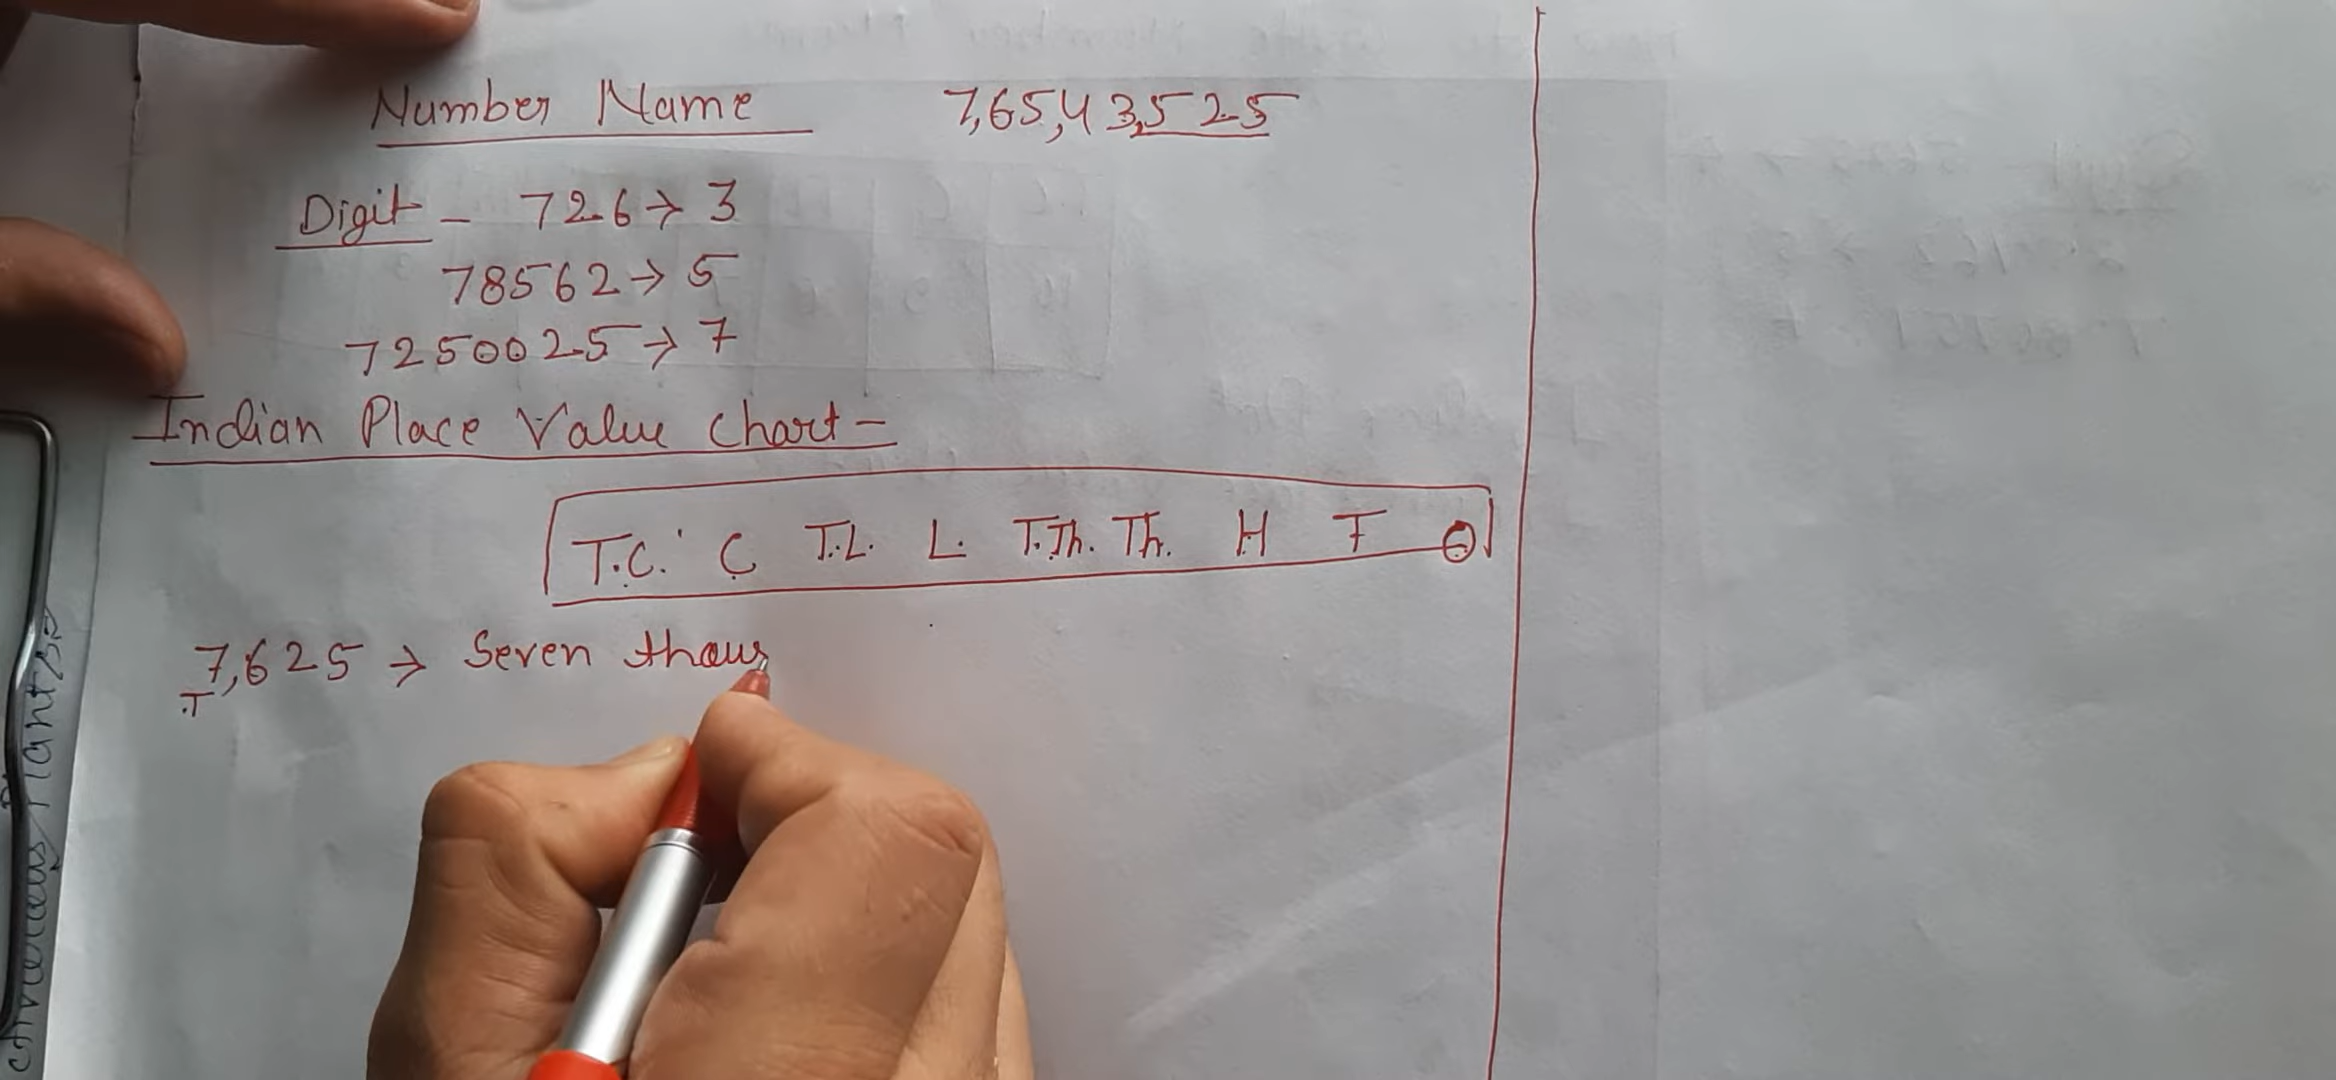 Number Name 7,65,43,525
Digit - 726→ 3
78562→ 5
7250025→ 7
Indian Place Value Chart-
T.C. C T.L. L. T.Th. Th. H T O
7,625 → Seven thous
T